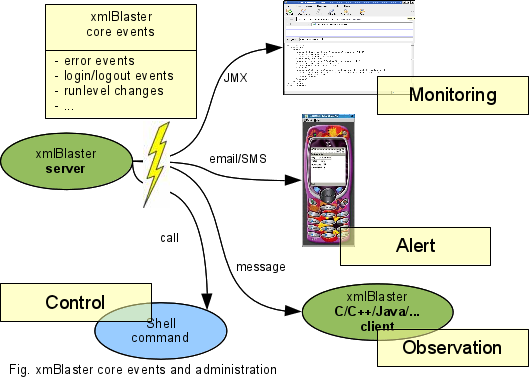 xmlBlaster
core events
- error events
- login/logout events
- runlevel changes
- ...
JMX
Monitoring
xmlBlaster
server
email/SMS
Alert
call
message
Control
Shell
command
xmlBlaster
C/C++/Java/...
client
Observation
Fig. xmBlaster core events and administration